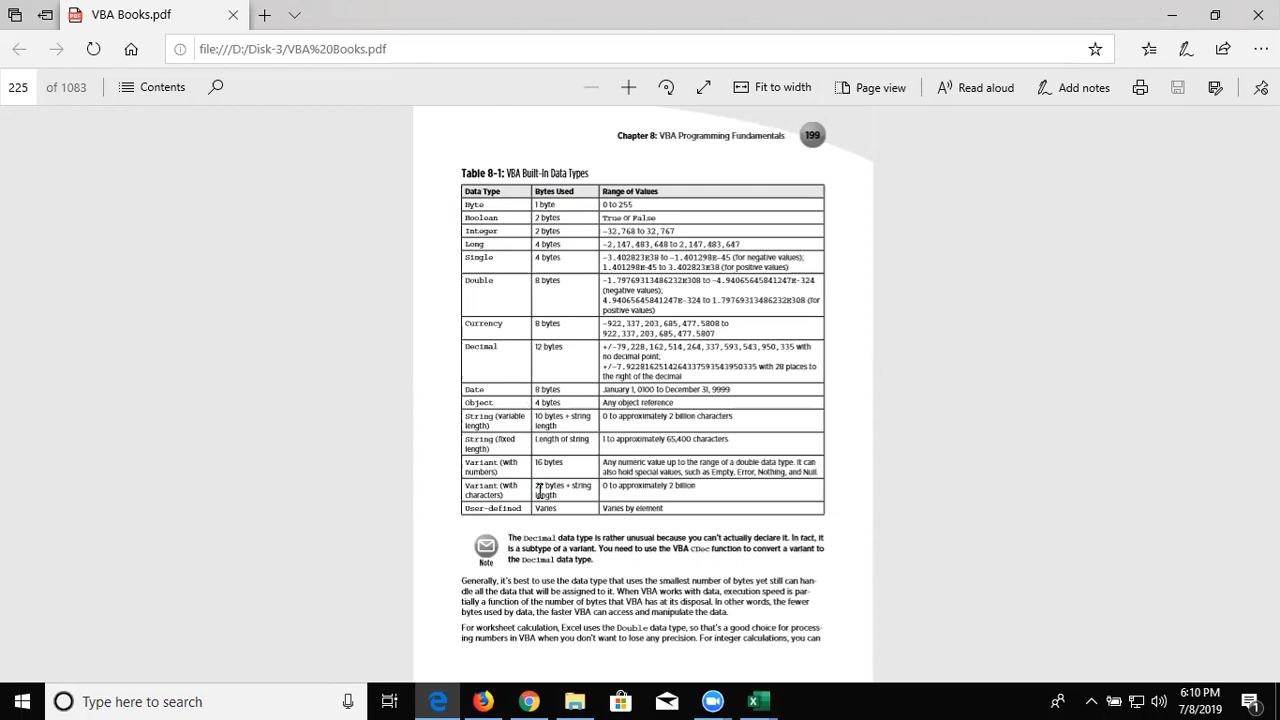 VBA Books.pdf
file:///D:/Disk-3/VBA%20Books.pdf
225 of 1083
Contents
Fit to width
Page view
Read aloud
Add notes
Chapter 8: VBA Programming Fundamentals 199
Table 8-1: VBA Built-In Data Types
Data Type Bytes Used Range of Values
Byte 1 byte 0 to 255
Boolean 2 bytes True or False
Integer 2 bytes -32,768 to 32,767
Long 4 bytes -2,147,483,648 to 2,147,483,647
Single 4 bytes -3.402823E38 to -1.401298E-45 (for negative values);
1.401298E-45 to 3.402823E38 (for positive values)
Double 8 bytes -1.79769313486232E308 to -4.94065645841247E-324
(negative values);
4.94065645841247E-324 to 1.79769313486232E308 (for
positive values)
Currency 8 bytes -922,337,203,685,477.5808 to
922,337,203,685,477.5807
Decimal 12 bytes +/-79,228,162,514,264,337,593,543,950,335 with
no decimal point;
+/-7.9228162514264337593543950335 with 28 places to
the right of the decimal
Date 8 bytes January 1, 0100 to December 31, 9999
Object 4 bytes Any object reference
String (variable 10 bytes + string 0 to approximately 2 billion characters
length) length
String (fixed Length of string 1 to approximately 65,400 characters
length)
Variant (with 16 bytes Any numeric value up to the range of a double data type. It can
numbers) also hold special values, such as Empty, Error, Nothing, and Null.
Variant (with 22 bytes + string 0 to approximately 2 billion
characters) length
User-defined Varies Varies by element
The Decimal data type is rather unusual because you can't actually declare it. In fact, it
is a subtype of a variant. You need to use the VBA CDec function to convert a variant to
the Decimal data type.
Note
Generally, it's best to use the data type that uses the smallest number of bytes yet still can han-
dle all the data that will be assigned to it. When VBA works with data, execution speed is par-
tially a function of the number of bytes that VBA has at its disposal. In other words, the fewer
bytes used by data, the faster VBA can access and manipulate the data.
For worksheet calculation, Excel uses the Double data type, so that's a good choice for process-
ing numbers in VBA when you don't want to lose any precision. For integer calculations, you can
Type here to search
6:10 PM
7/8/2019